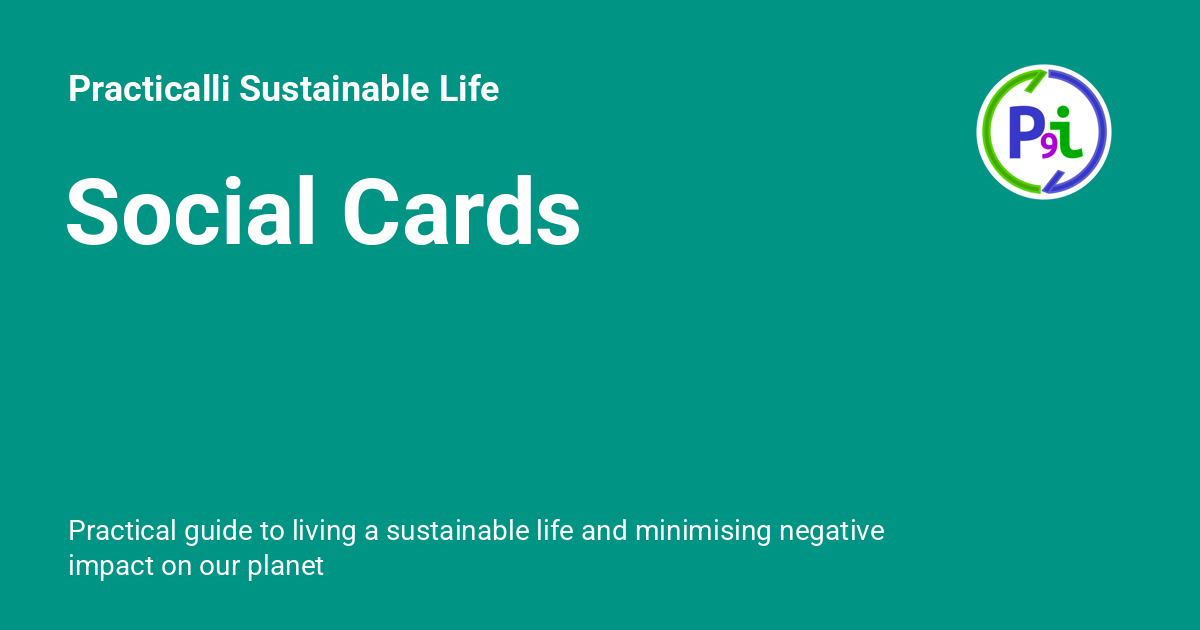 Practicalli Sustainable Life
P9i
Social Cards
Practical guide to living a sustainable life and minimising negative
impact on our planet